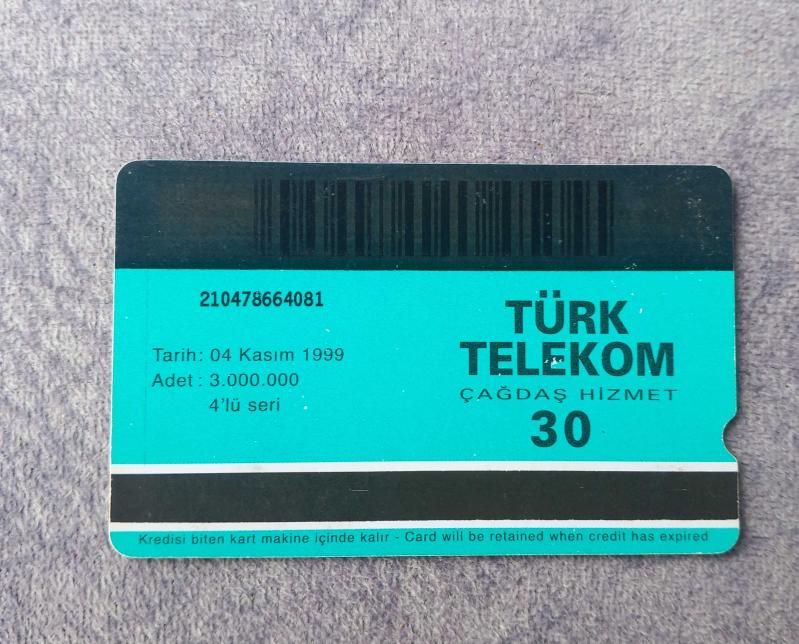 210478664081
Tarih: 04 Kasım 1999
Adet : 3.000.000
4'lü seri
TÜRK
TELEKOM
ÇAĞDAŞ HİZMET
30
Kredisi biten kart makine içinde kalır - Card will be retained when credit has expired